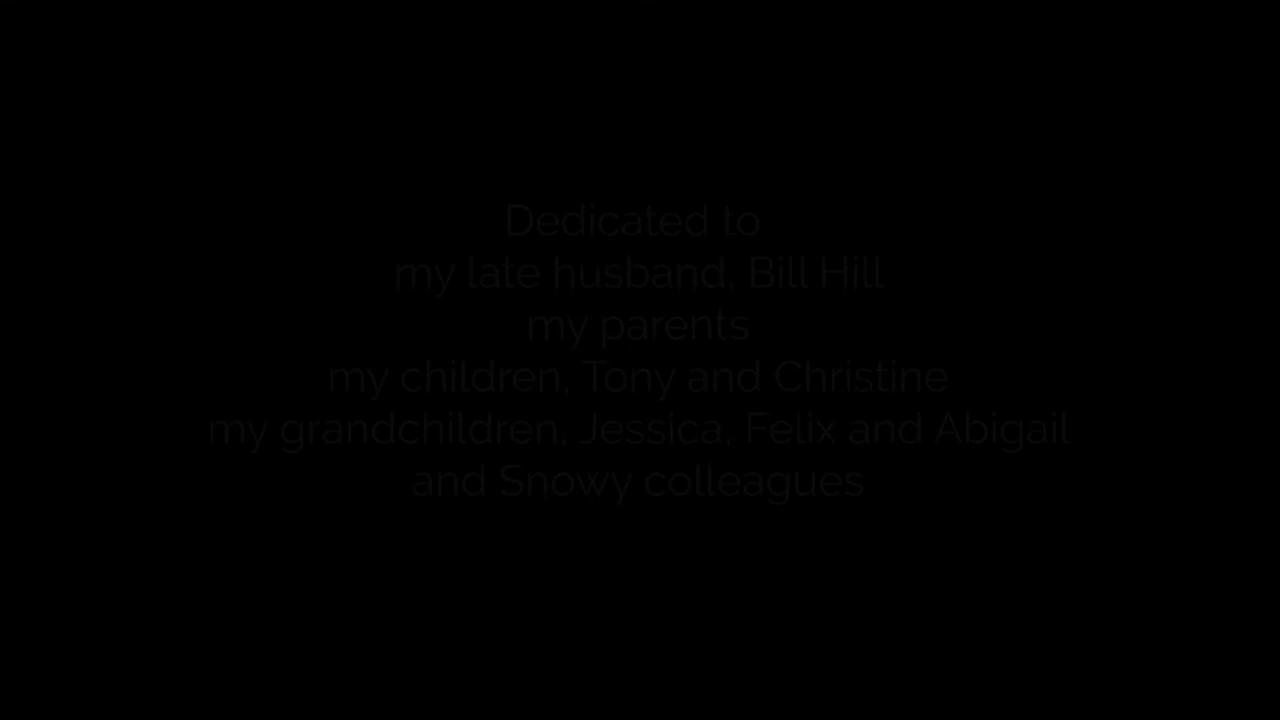 Dedicated to
my late husband, Bill Hill
my parents
my children, Tony and Christine
my grandchildren, Jessica, Felix and Abigail
and Snowy colleagues